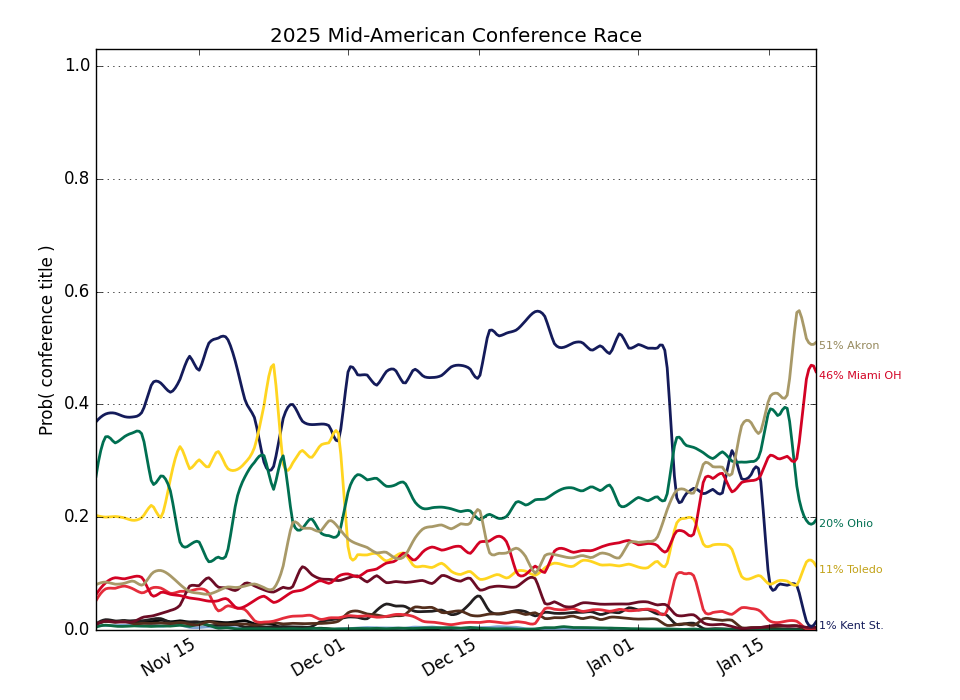 2025 Mid-American Conference Race
Prob( conference title )
1.0
0.8
0.6
0.4
0.2
0.0
51% Akron
46% Miami OH
20% Ohio
11% Toledo
1% Kent St.
Nov 15
Dec 01
Dec 15
Jan 01
Jan 15